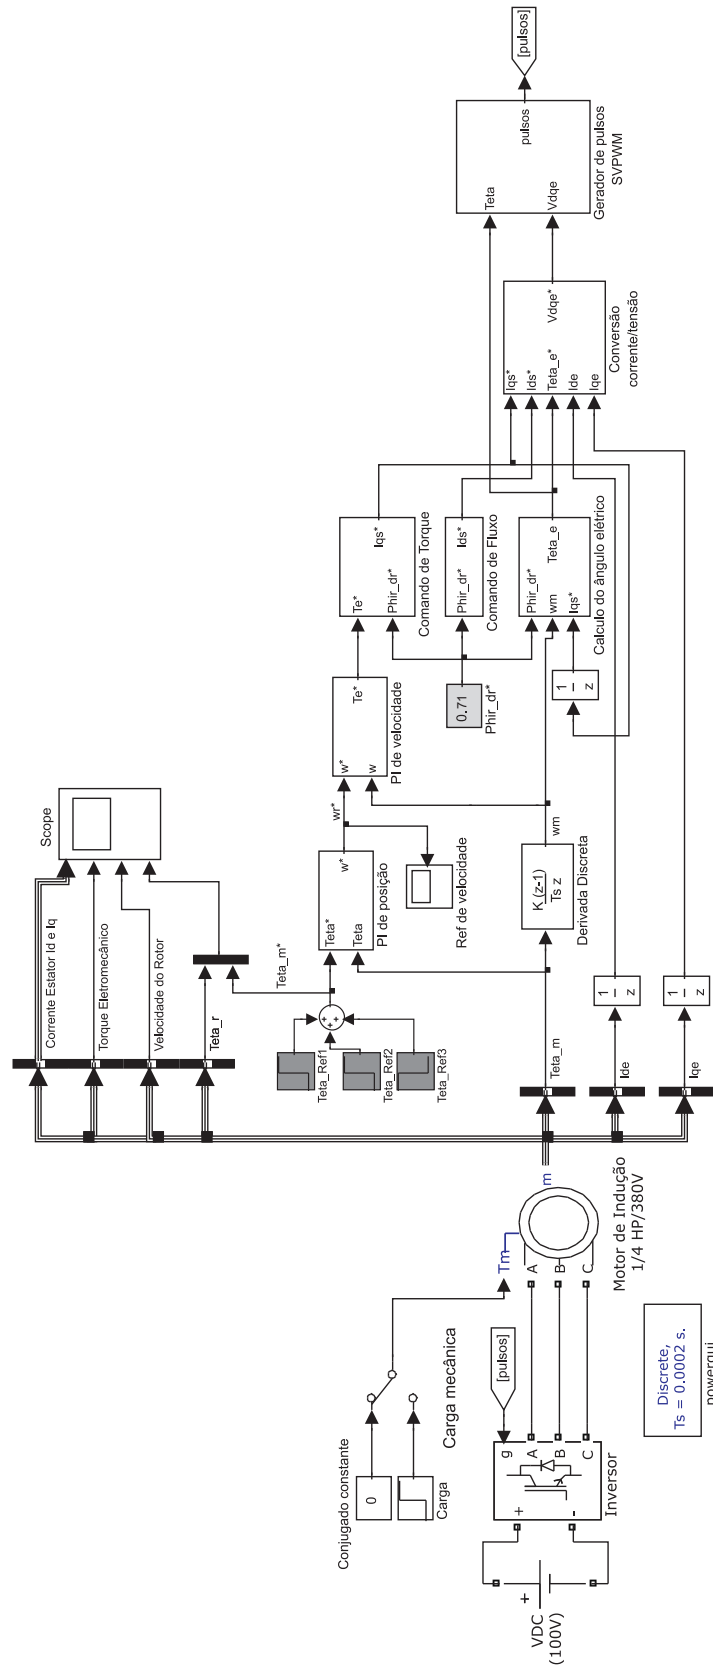 Conjugado constante
0
Carga
Carga mecânica
VDC
(100V)
+
+
-
g
A
B
C
Inversor
[pulsos]
Tm
A
B
C
m
Motor de Indução
1/4 HP/380V
Discrete,
Ts = 0.0002 s.
powergui
Corrente Estator Id e Iq
Torque Eletromecânico
Velocidade do Rotor
Teta_r
Scope
Teta_m*
Teta_Ref1
Teta_Ref2
Teta_Ref3
Teta_m
Ide
Iqe
Teta*
Teta
w*
PI de posição
wr*
Ref de velocidade
K (z-1)
Ts z
Derivada Discreta
wm
1
z
1
z
w*
w
Te*
PI de velocidade
0.71
Phir_dr*
1
z
Te*
Phir_dr*
Iqs*
Comando de Torque
Phir_dr*
Ids*
Comando de Fluxo
Phir_dr*
wm
Iqs*
Teta_e
Calculo do ângulo elétrico
Iqs*
Ids*
Teta_e*
Ide
Iqe
Vdqe*
Conversão
corrente/tensão
Teta
Vdqe
pulsos
Gerador de pulsos
SVPWM
[pulsos]